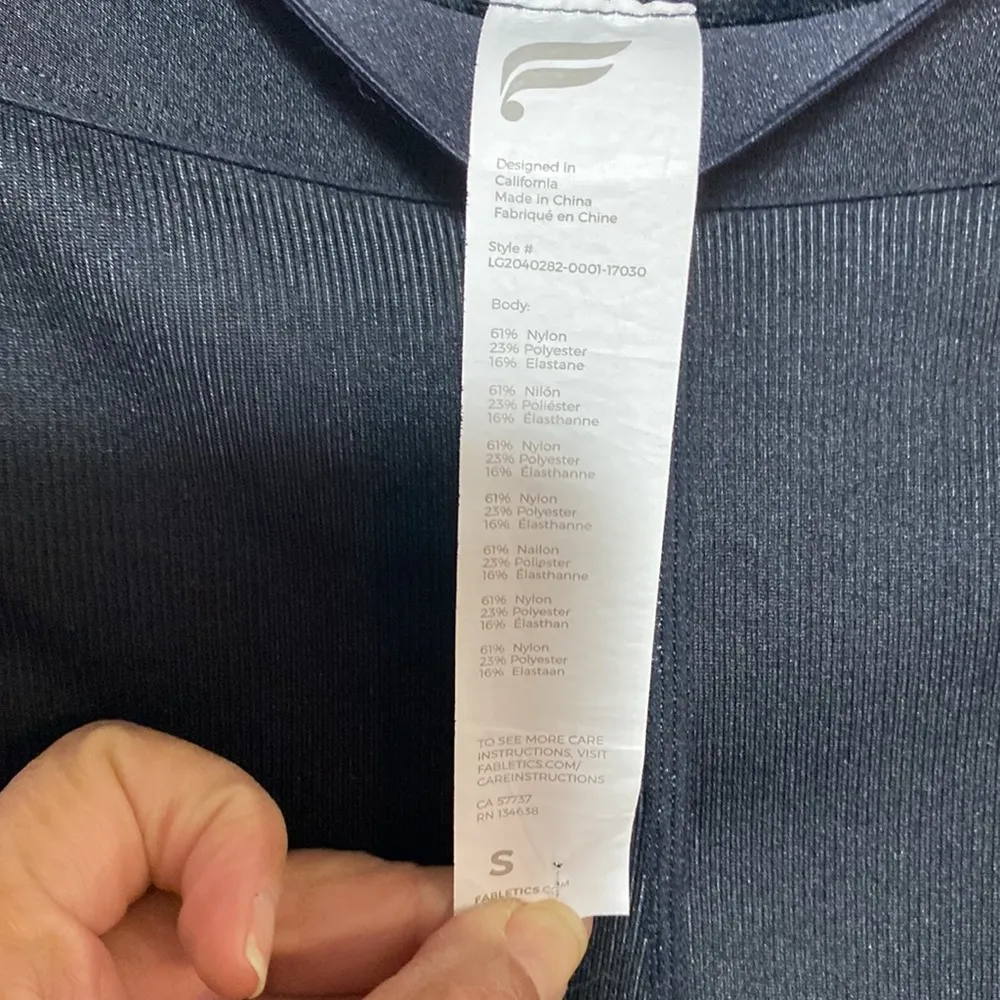 Designed in
California
Made in China
Fabriqué en Chine
Style #
LG2040282-0001-17030
Body:
61% Nylon
23% Polyester
16% Elastane
61% Nilón
23% Poliéster
16% Élasthanne
61% Nylon
23% Polyester
16% Élasthanne
61% Nylon
23% Polyester
16% Élasthanne
61% Nailon
23% Poliester
16% Élasthanne
61% Nylon
23% Polyester
16% Élasthan
61% Nylon
23% Polyester
16% Elastaan
TO SEE MORE CARE
INSTRUCTIONS, VISIT
FABLETICS.COM/
CAREINSTRUCTIONS
CA 57737
RN 134638
S
FABLETICS.COM